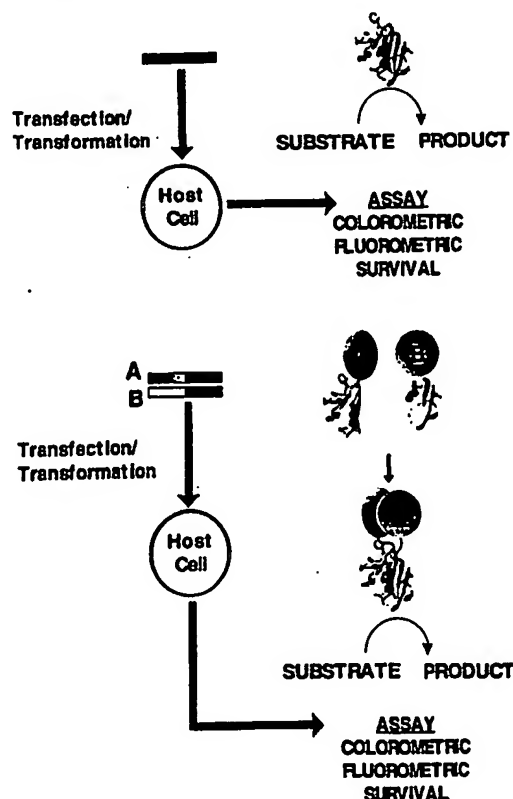 Transfection/
Transformation
Host
Cell
SUBSTRATE PRODUCT
ASSAY
COLOROMETRIC
FLUOROMETRIC
SURVIVAL
A
B
Transfection/
Transformation
Host
Cell
SUBSTRATE PRODUCT
ASSAY
COLOROMETRIC
FLUOROMETRIC
SURVIVAL